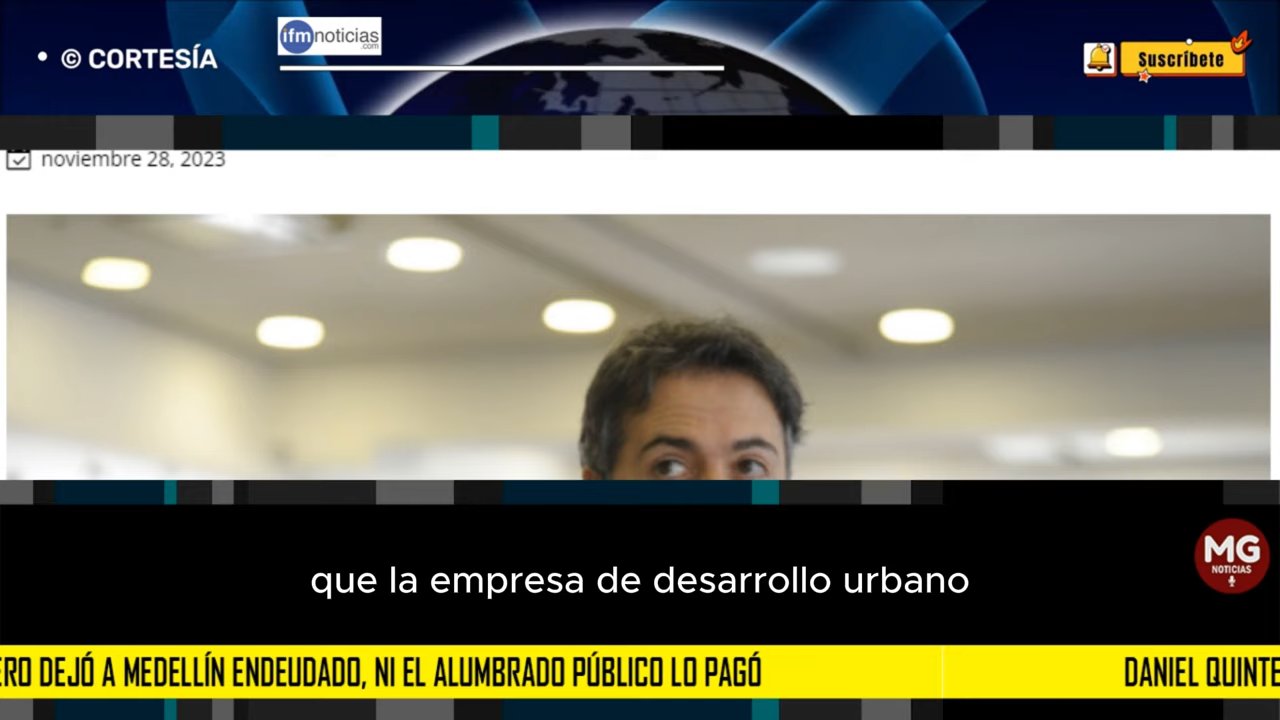 • © CORTESÍA
ifmnoticias
.com
Suscríbete
noviembre 28, 2023
que la empresa de desarrollo urbano
MG
NOTICIAS
ERO DEJÓ A MEDELLÍN ENDEUDADO, NI EL ALUMBRADO PÚBLICO LO PAGÓ
DANIEL QUINTE